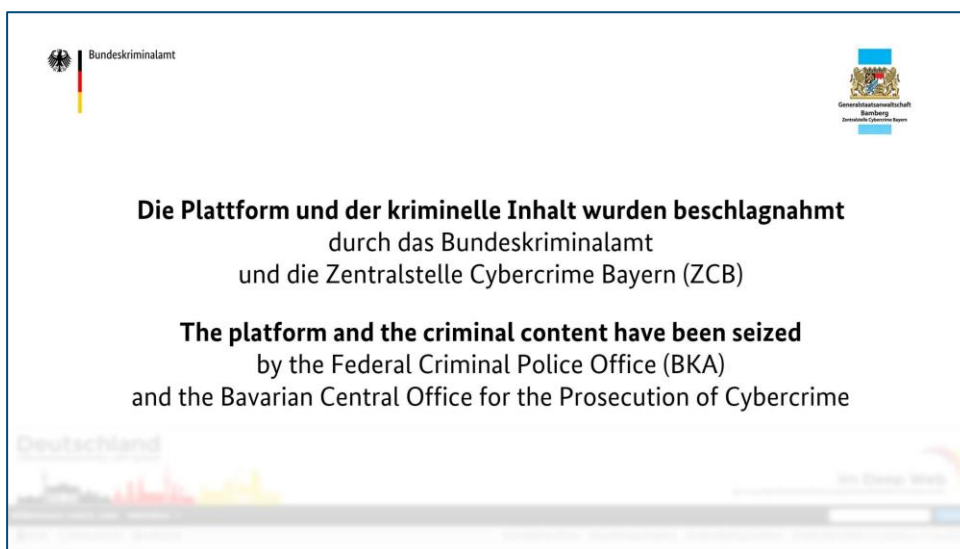 Bundeskriminalamt
Generalstaatsanwaltschaft
Bamberg
Zentralstelle Cybercrime Bayern
Die Plattform und der kriminelle Inhalt wurden beschlagnahmt
durch das Bundeskriminalamt
und die Zentralstelle Cybercrime Bayern (ZCB)
The platform and the criminal content have been seized
by the Federal Criminal Police Office (BKA)
and the Bavarian Central Office for the Prosecution of Cybercrime
Deutschland
im Deep Web